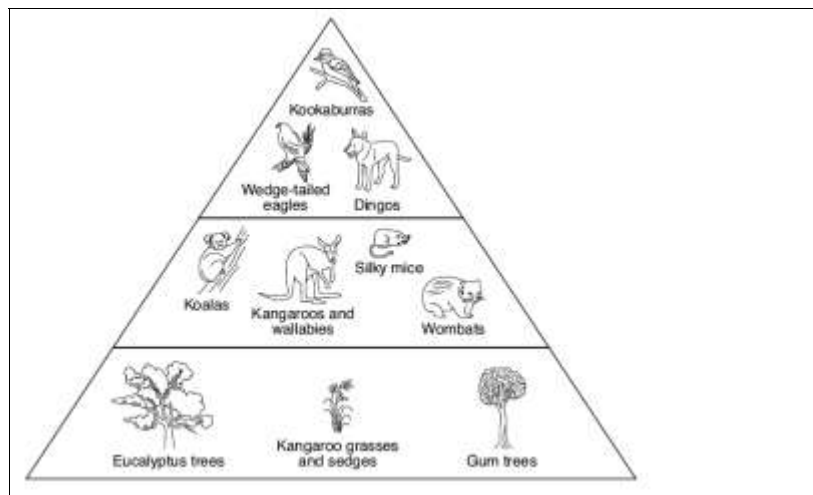 Kookaburras
Wedge-tailed
eagles
Dingos
Koalas
Kangaroos and
wallabies
Silky mice
Wombats
Eucalyptus trees
Kangaroo grasses
and sedges
Gum trees